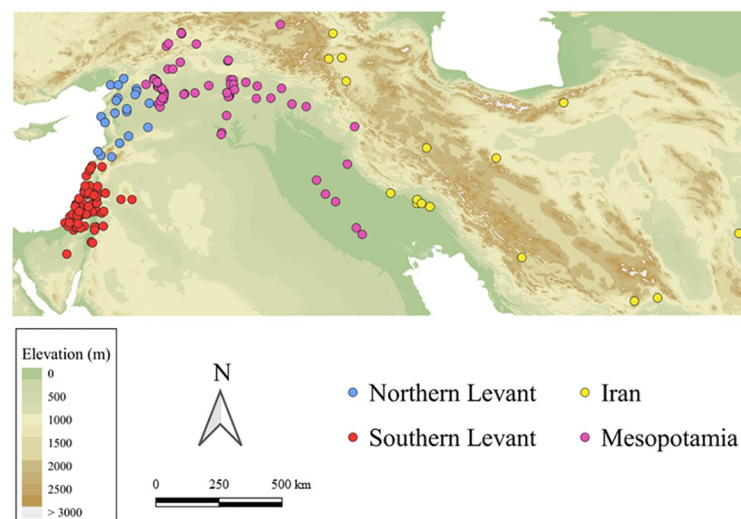 Elevation (m)
0
500
1000
1500
2000
2500
> 3000
N
0 250 500 km
Northern Levant
Iran
Southern Levant
Mesopotamia